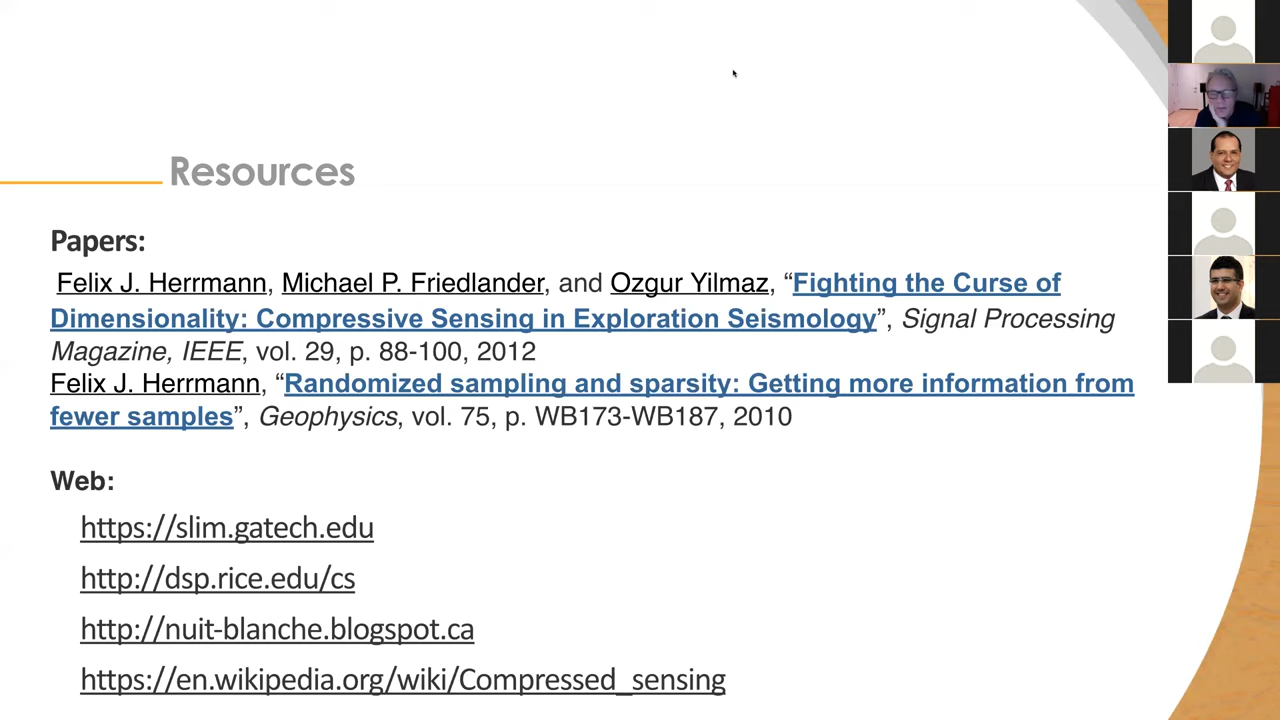 Resources
Papers:
Felix J. Herrmann, Michael P. Friedlander, and Ozgur Yilmaz, “Fighting the Curse of
Dimensionality: Compressive Sensing in Exploration Seismology”, Signal Processing
Magazine, IEEE, vol. 29, p. 88-100, 2012
Felix J. Herrmann, “Randomized sampling and sparsity: Getting more information from
fewer samples”, Geophysics, vol. 75, p. WB173-WB187, 2010
Web:
https://slim.gatech.edu
http://dsp.rice.edu/cs
http://nuit-blanche.blogspot.ca
https://en.wikipedia.org/wiki/Compressed_sensing